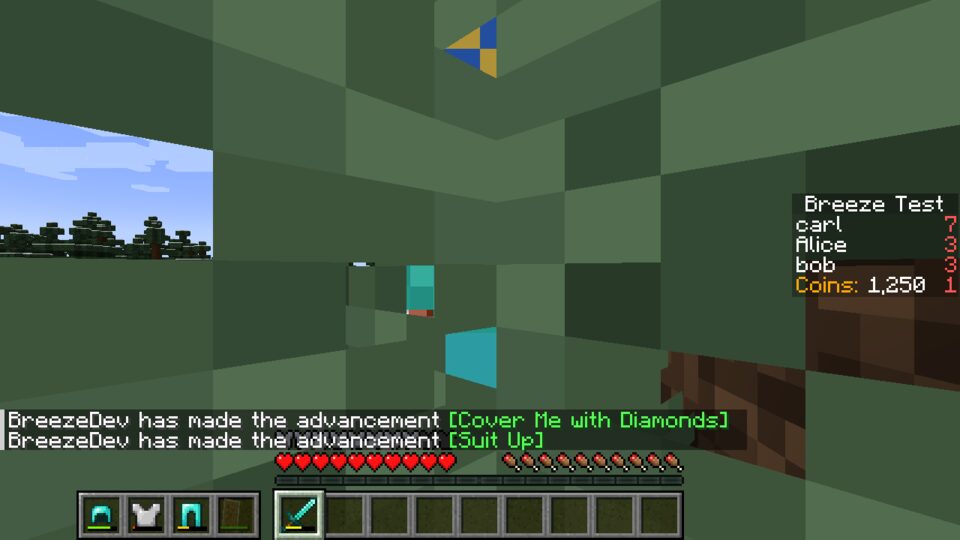 Breeze Test
carl 7
Alice 3
bob 3
Coins: 1,250 1
BreezeDev has made the advancement [Cover Me with Diamonds]
BreezeDev has made the advancement [Suit Up]